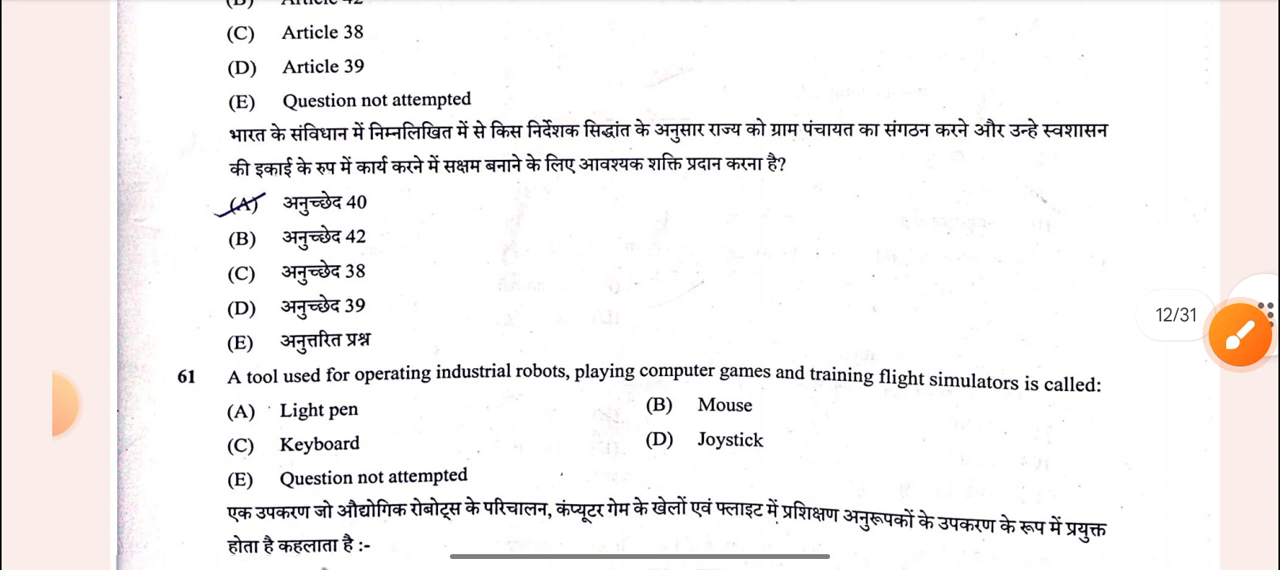 (B) Article 42
(C) Article 38
(D) Article 39
(E) Question not attempted
भारत के संविधान में निम्नलिखित में से किस निर्देशक सिद्धांत के अनुसार राज्य को ग्राम पंचायत का संगठन करने और उन्हे स्वशासन
की इकाई के रुप में कार्य करने में सक्षम बनाने के लिए आवश्यक शक्ति प्रदान करना है?
(A) अनुच्छेद 40
(B) अनुच्छेद 42
(C) अनुच्छेद 38
(D) अनुच्छेद 39
(E) अनुत्तरित प्रश्न
12/31
61 A tool used for operating industrial robots, playing computer games and training flight simulators is called:
(A) Light pen (B) Mouse
(C) Keyboard (D) Joystick
(E) Question not attempted
एक उपकरण जो औद्योगिक रोबोट्स के परिचालन, कंप्यूटर गेम के खेलों एवं फ्लाइट में प्रशिक्षण अनुरूपकों के उपकरण के रूप में प्रयुक्त
होता है कहलाता है :-